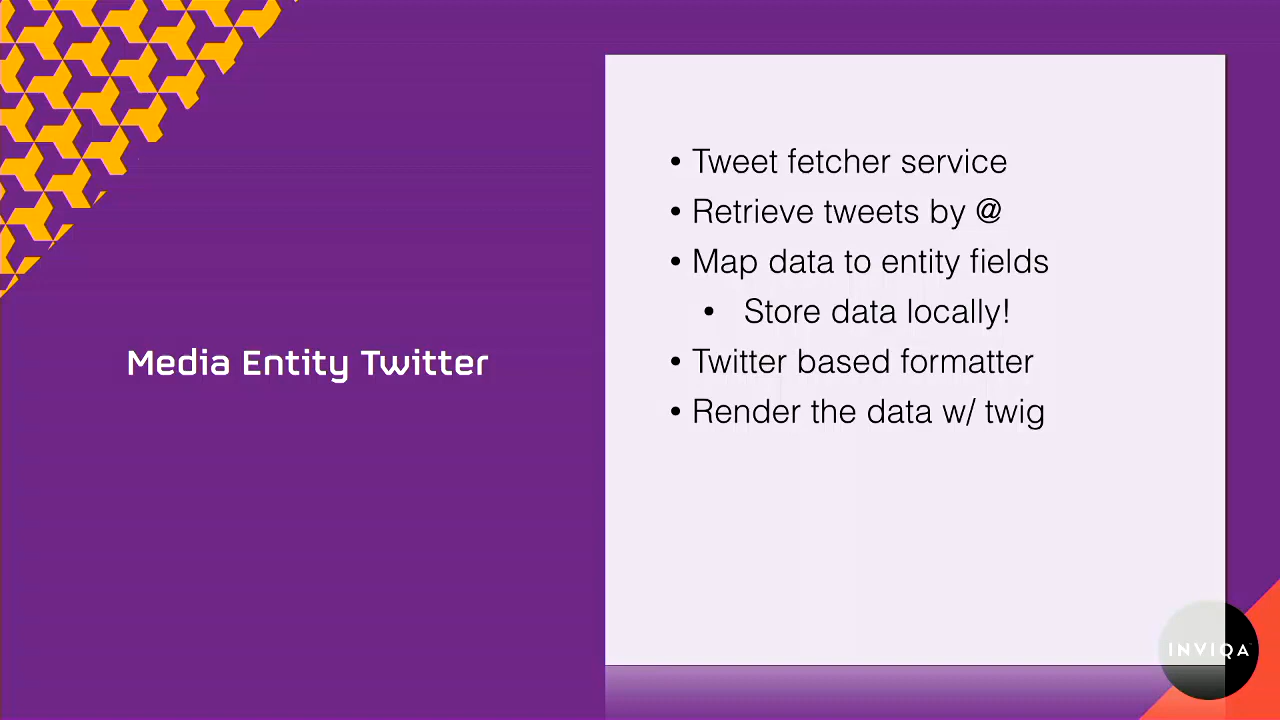 Media Entity Twitter
• Tweet fetcher service
• Retrieve tweets by @
• Map data to entity fields
• Store data locally!
• Twitter based formatter
• Render the data w/ twig
INVIQA